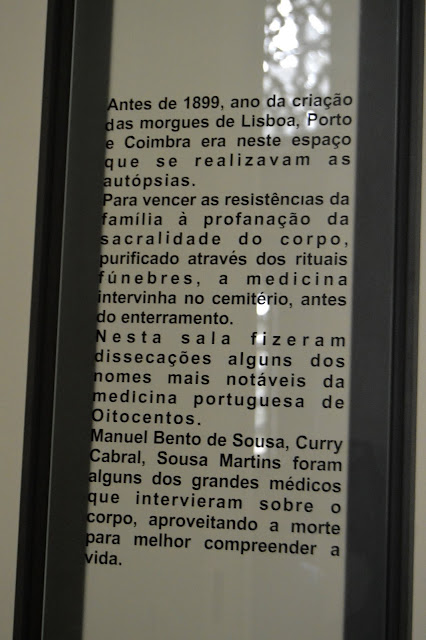 Antes de 1899, ano da criação
das morgues de Lisboa, Porto
e Coimbra era neste espaço
que se realizavam as
autópsias.
Para vencer as resistências da
família à profanação da
sacralidade do corpo,
purificado através dos rituais
fúnebres, a medicina
intervinha no cemitério, antes
do enterramento.
Nesta sala fizeram
dissecações alguns dos
nomes mais notáveis da
medicina portuguesa de
Oitocentos.
Manuel Bento de Sousa, Curry
Cabral, Sousa Martins foram
alguns dos grandes médicos
que intervieram sobre o
corpo, aproveitando a morte
para melhor compreender a
vida.